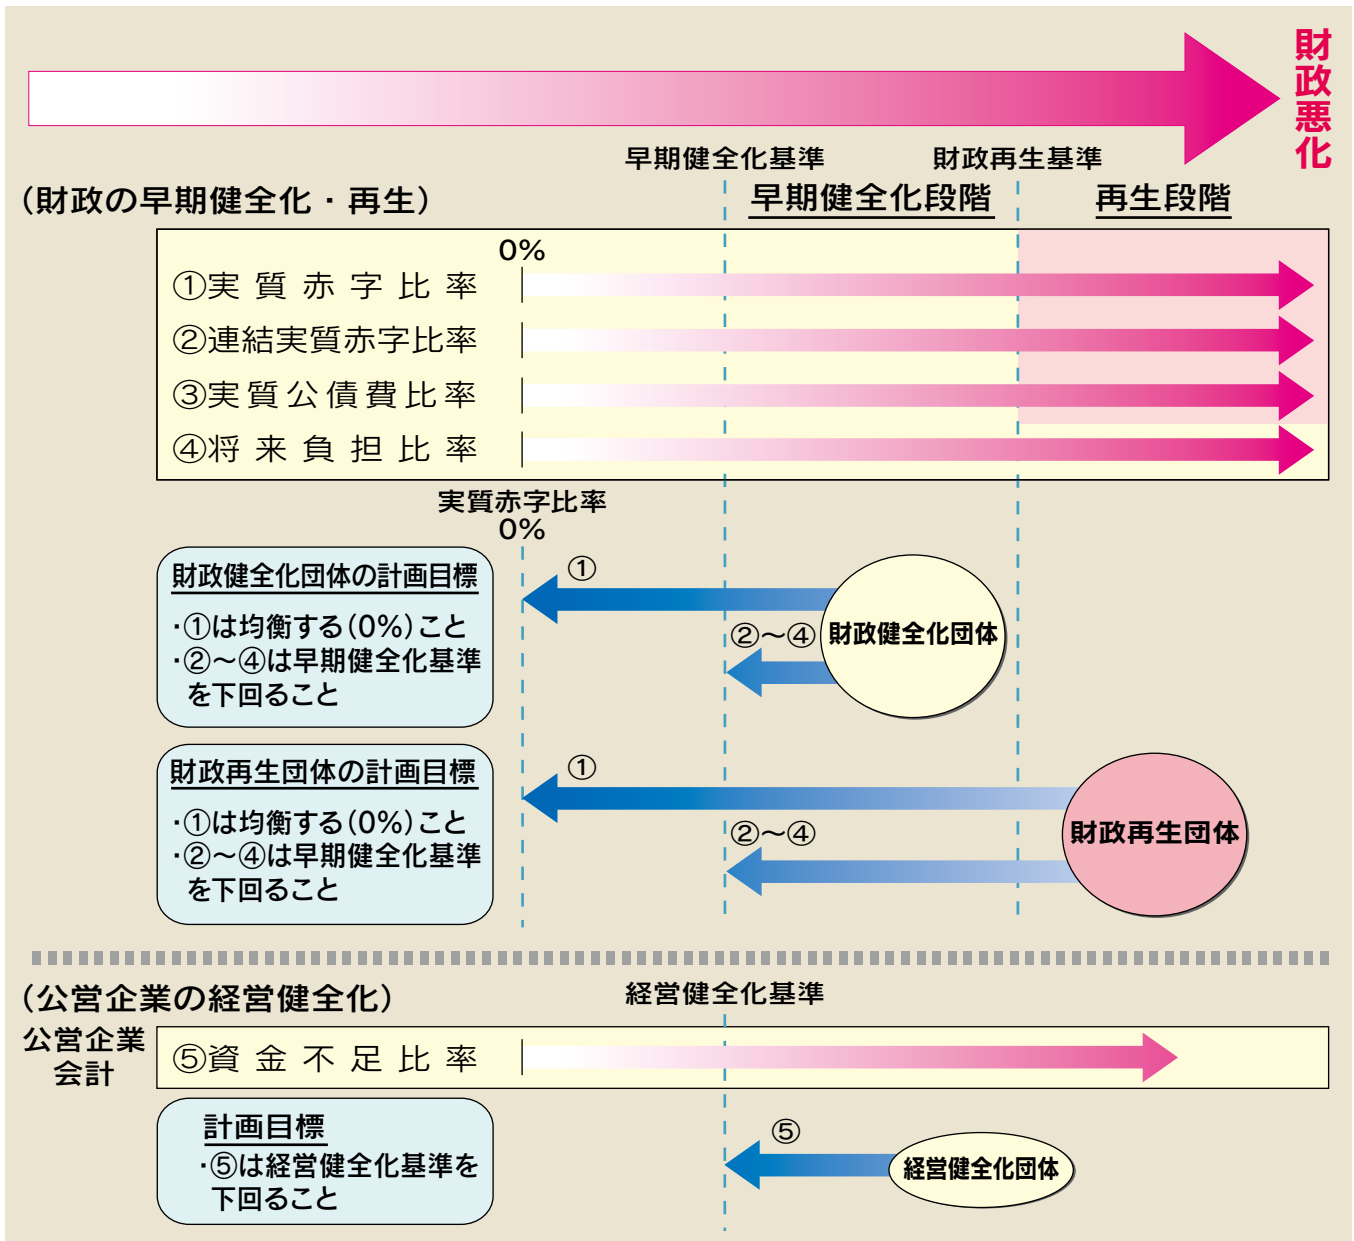 財政悪化
早期健全化基準
財政再生基準
(財政の早期健全化・再生)
早期健全化段階
再生段階
0%
①実質赤字比率
②連結実質赤字比率
③実質公債費比率
④将来負担比率
実質赤字比率
0%
財政健全化団体の計画目標
・①は均衡する(0%)こと
・②～④は早期健全化基準
を下回ること
①
②～④
財政健全化団体
財政再生団体の計画目標
・①は均衡する(0%)こと
・②～④は早期健全化基準
を下回ること
①
②～④
財政再生団体
(公営企業の経営健全化)
経営健全化基準
公営企業
会計
⑤資金不足比率
計画目標
・⑤は経営健全化基準を
下回ること
⑤
経営健全化団体